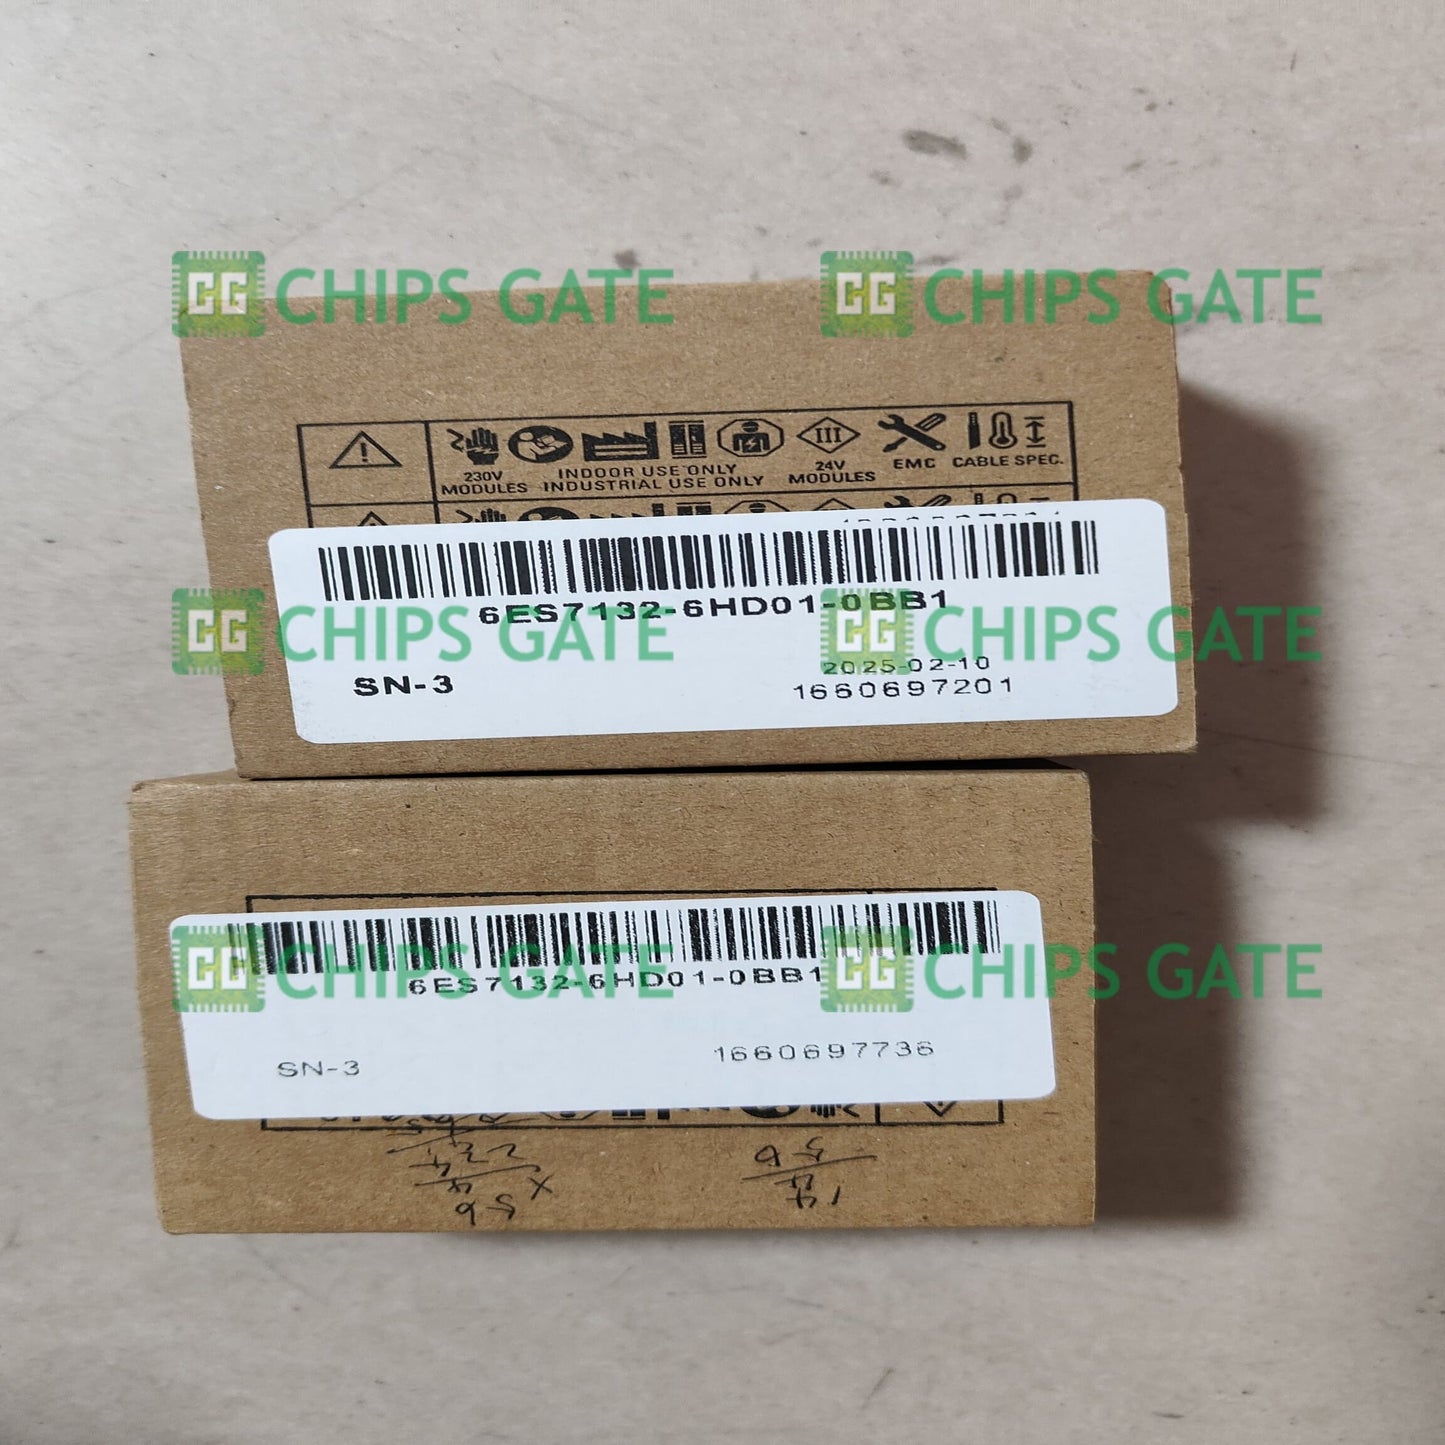 CG CHIPS GATE CG CHIPS GATE
230V MODULES
INDOOR USE ONLY
INDUSTRIAL USE ONLY
III
24V MODULES
EMC
CABLE SPEC.
6ES7132-6HD01-0BB1
CG CHIPS GATE CG CHIPS GATE
2025-02-10
SN-3
1660697201
CG CHIPS GATE CG CHIPS GATE
6ES7132-6HD01-0BB1
SN-3
1660697736